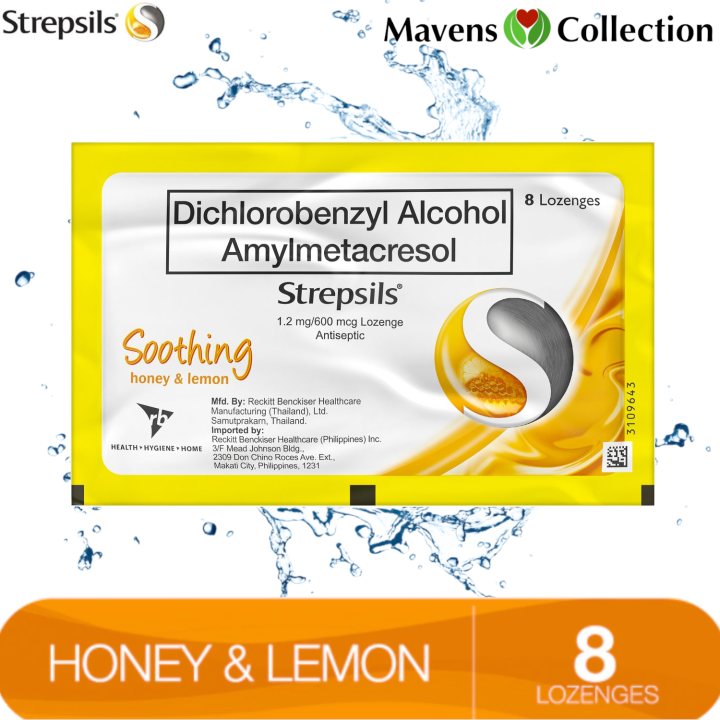 Strepsils
Mavens Collection
8 Lozenges
Dichlorobenzyl Alcohol
Amylmetacresol
Strepsils®
1.2 mg/600 mcg Lozenge
Antiseptic
Soothing
honey & lemon
rb
HEALTH • HYGIENE • HOME
Mfd. By: Reckitt Benckiser Healthcare
Manufacturing (Thailand), Ltd.
Samutprakarn, Thailand.
Imported by:
Reckitt Benckiser Healthcare (Philippines) Inc.
3/F Mead Johnson Bldg.,
2309 Don Chino Roces Ave. Ext.,
Makati City, Philippines, 1231
3109643
HONEY & LEMON
8
LOZENGES